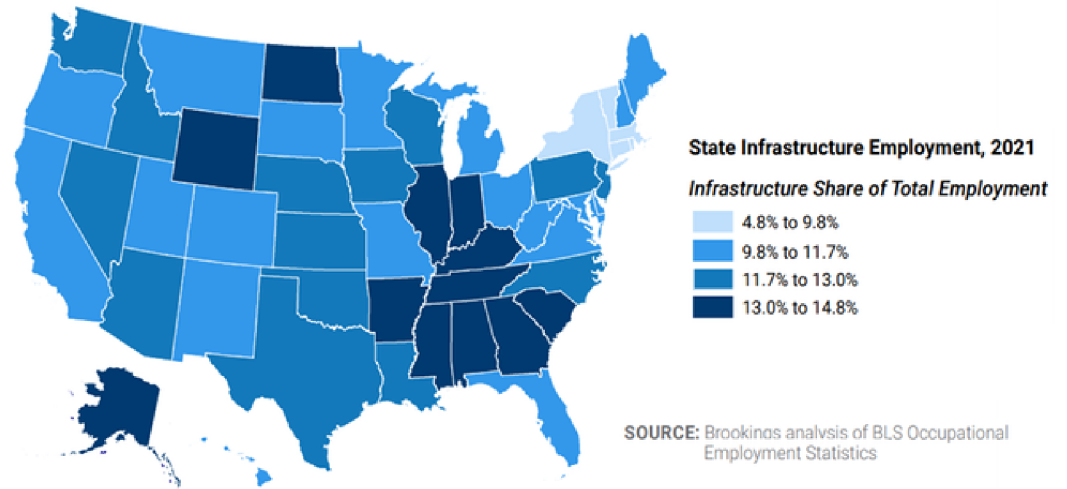 State Infrastructure Employment, 2021
Infrastructure Share of Total Employment
4.8% to 9.8%
9.8% to 11.7%
11.7% to 13.0%
13.0% to 14.8%
SOURCE: Brookings analysis of BLS Occupational
Employment Statistics